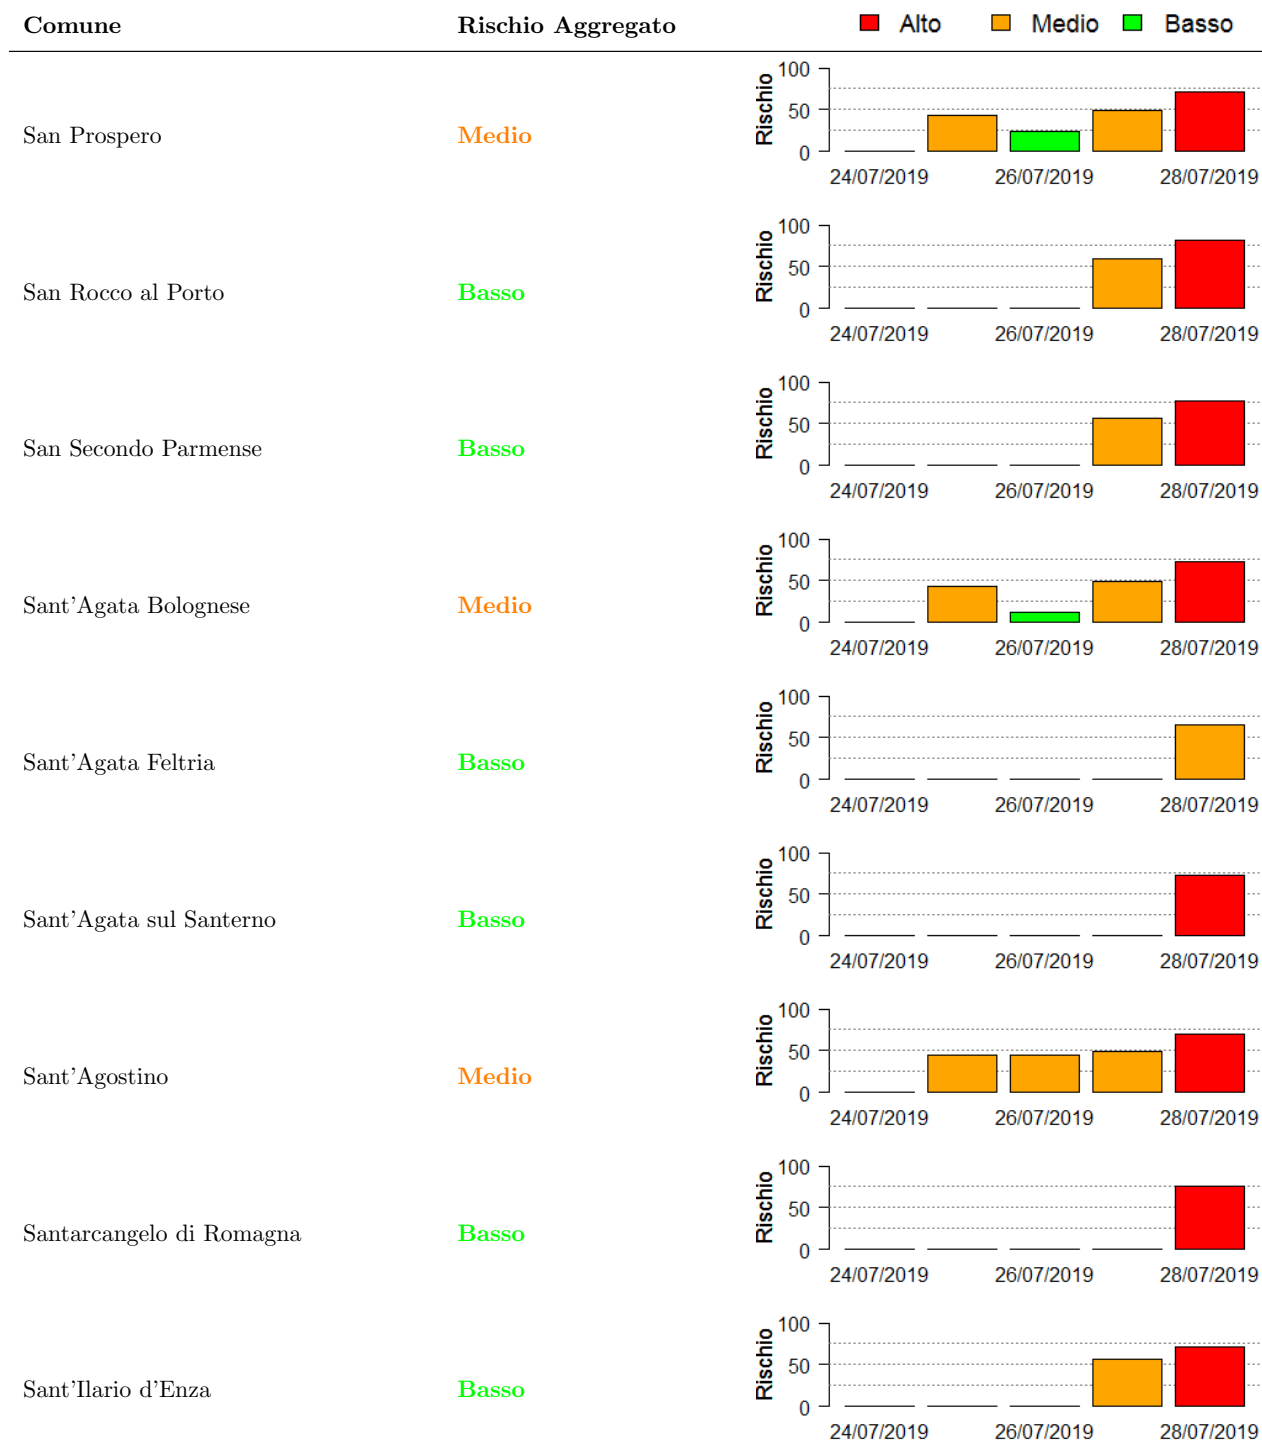 Comune Rischio Aggregato Alto Medio Basso
San Prospero Medio
Rischio
100
50
0
24/07/2019 26/07/2019 28/07/2019
San Rocco al Porto Basso
Rischio
100
50
0
24/07/2019 26/07/2019 28/07/2019
San Secondo Parmense Basso
Rischio
100
50
0
24/07/2019 26/07/2019 28/07/2019
Sant'Agata Bolognese Medio
Rischio
100
50
0
24/07/2019 26/07/2019 28/07/2019
Sant'Agata Feltria Basso
Rischio
100
50
0
24/07/2019 26/07/2019 28/07/2019
Sant'Agata sul Santerno Basso
Rischio
100
50
0
24/07/2019 26/07/2019 28/07/2019
Sant'Agostino Medio
Rischio
100
50
0
24/07/2019 26/07/2019 28/07/2019
Santarcangelo di Romagna Basso
Rischio
100
50
0
24/07/2019 26/07/2019 28/07/2019
Sant'Ilario d'Enza Basso
Rischio
100
50
0
24/07/2019 26/07/2019 28/07/2019